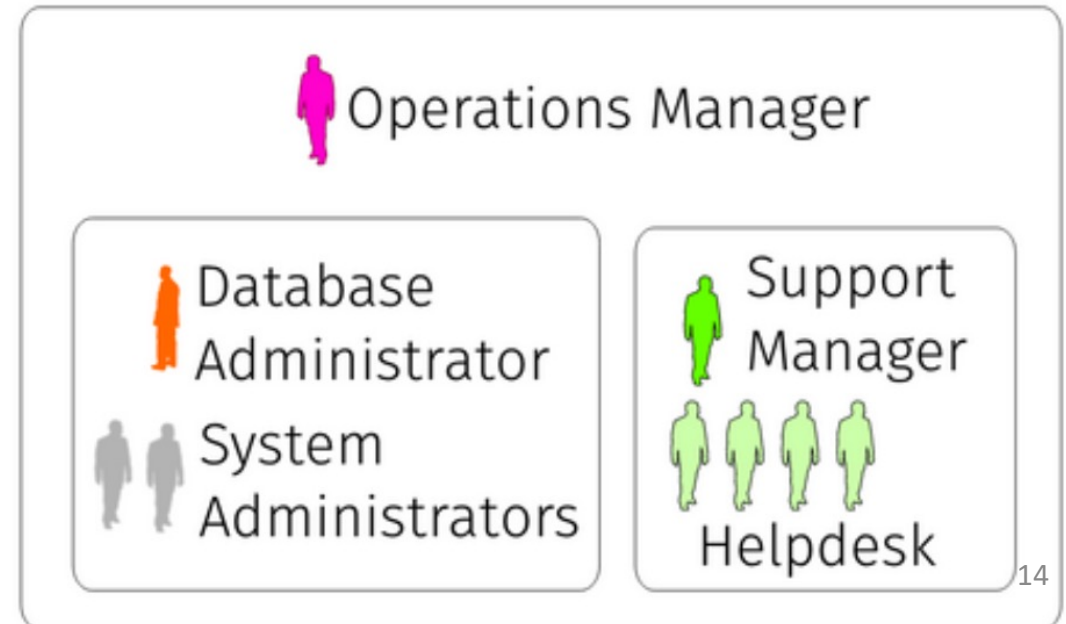 Operations Manager
Database
Administrator
System
Administrators
Support
Manager
Helpdesk
14